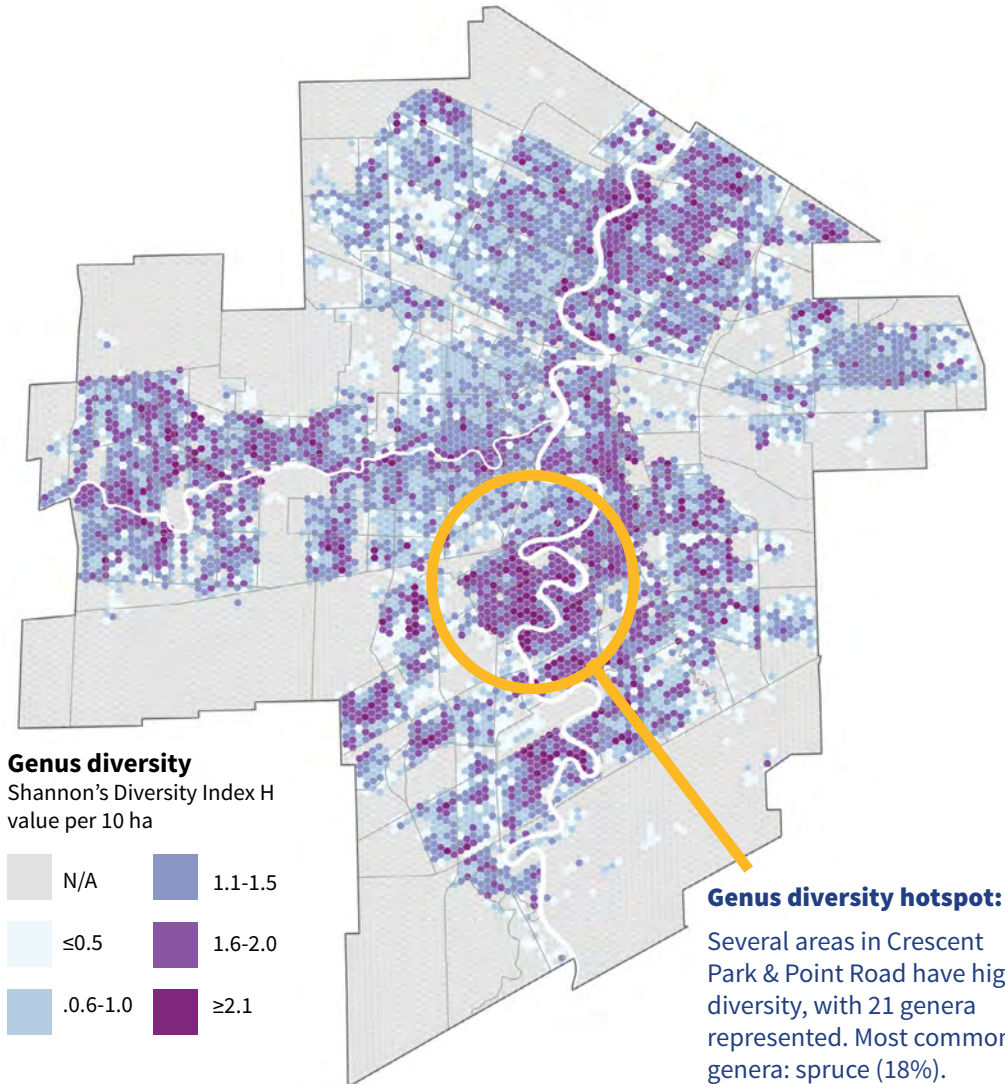 Genus diversity
Shannon’s Diversity Index H
value per 10 ha
N/A
1.1-1.5
≤0.5
1.6-2.0
.0.6-1.0
≥2.1
Genus diversity hotspot:
Several areas in Crescent
Park & Point Road have hig
diversity, with 21 genera
represented. Most common
genera: spruce (18%).